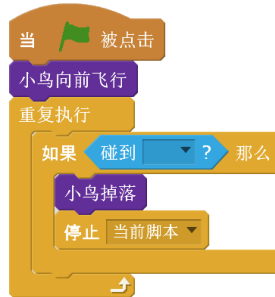 当 被点击
小鸟向前飞行
重复执行
如果 碰到 ? 那么
小鸟掉落
停止 当前脚本